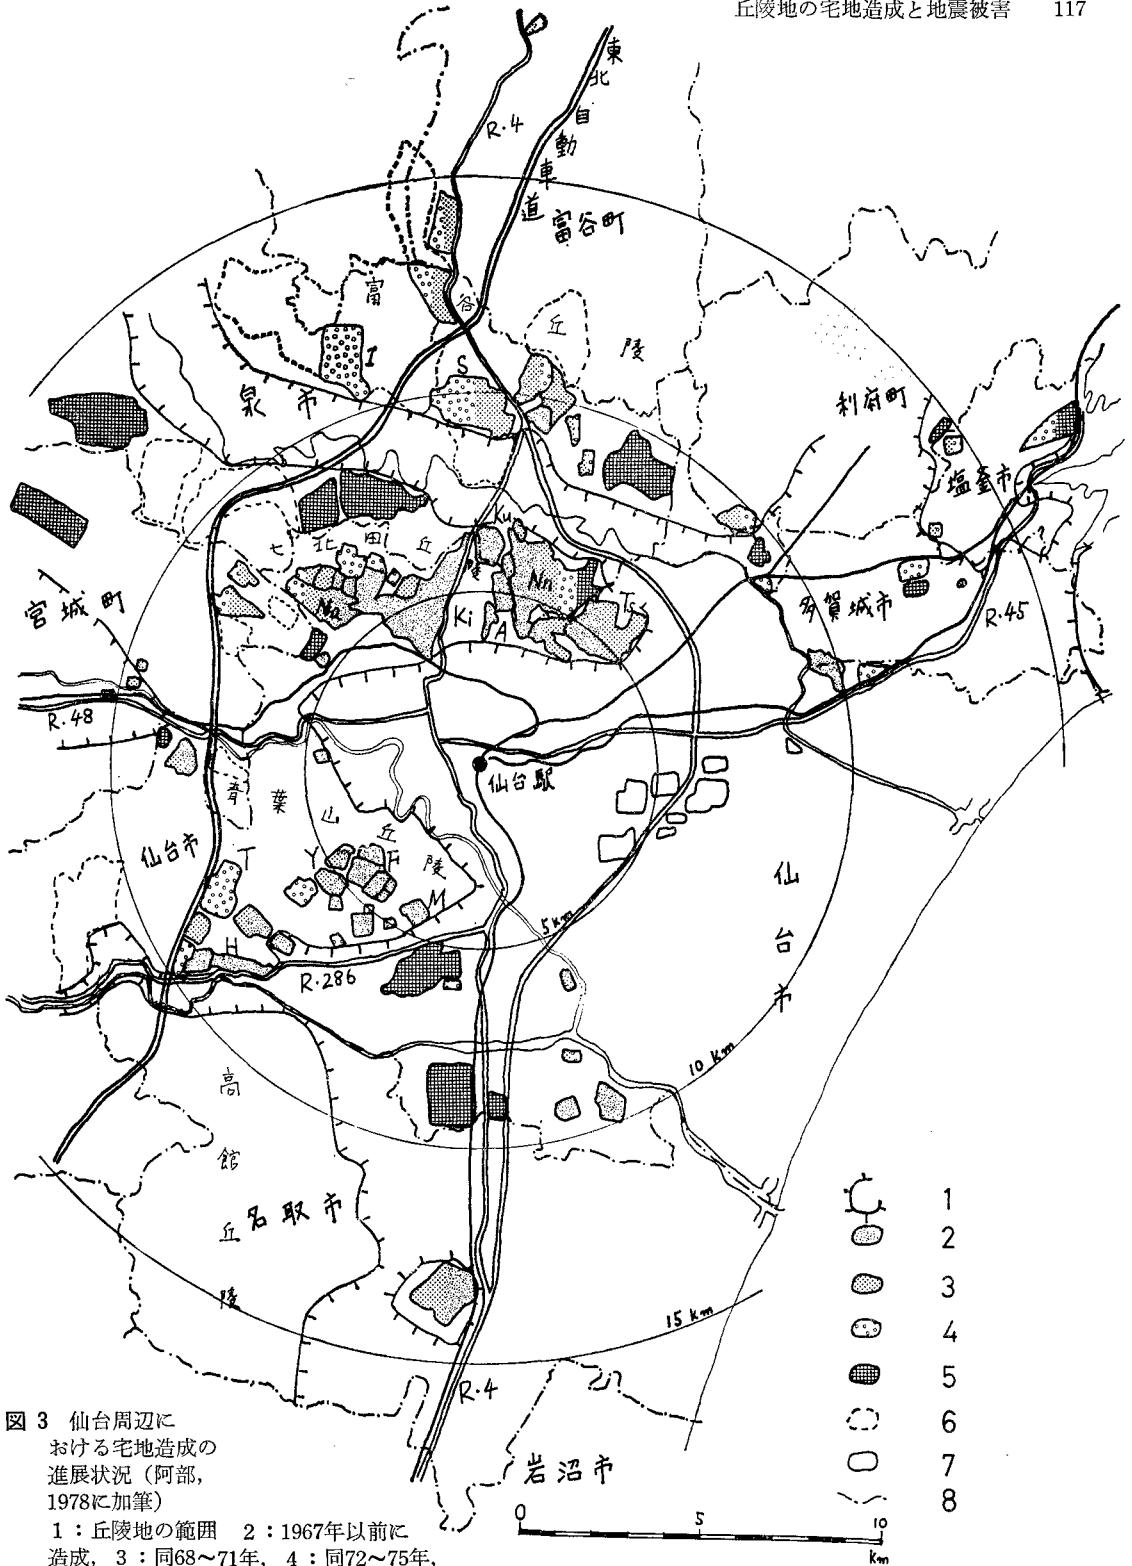 丘陵地の宅地造成と地震被害 117
東北自動車道
R・4
富谷町
富谷丘陵
I
S
泉市
利府町
塩釜市
七北田丘陵
Ku
Nn
Na
Ts
Ki
A
宮城町
多賀城市
R・45
R・48
仙台駅
青葉山丘陵
仙台市
T
Y
F
M
H
5km
R・286
仙台市
10 Km
高館丘陵
名取市
15 Km
R・4
岩沼市
1
2
3
4
5
6
7
8
0 5 10
Km
図 3 仙台周辺に
おける宅地造成の
進展状況（阿部，
1978に加筆）
1：丘陵地の範囲 2：1967年以前に
造成，3：同68～71年，4：同72～75年，